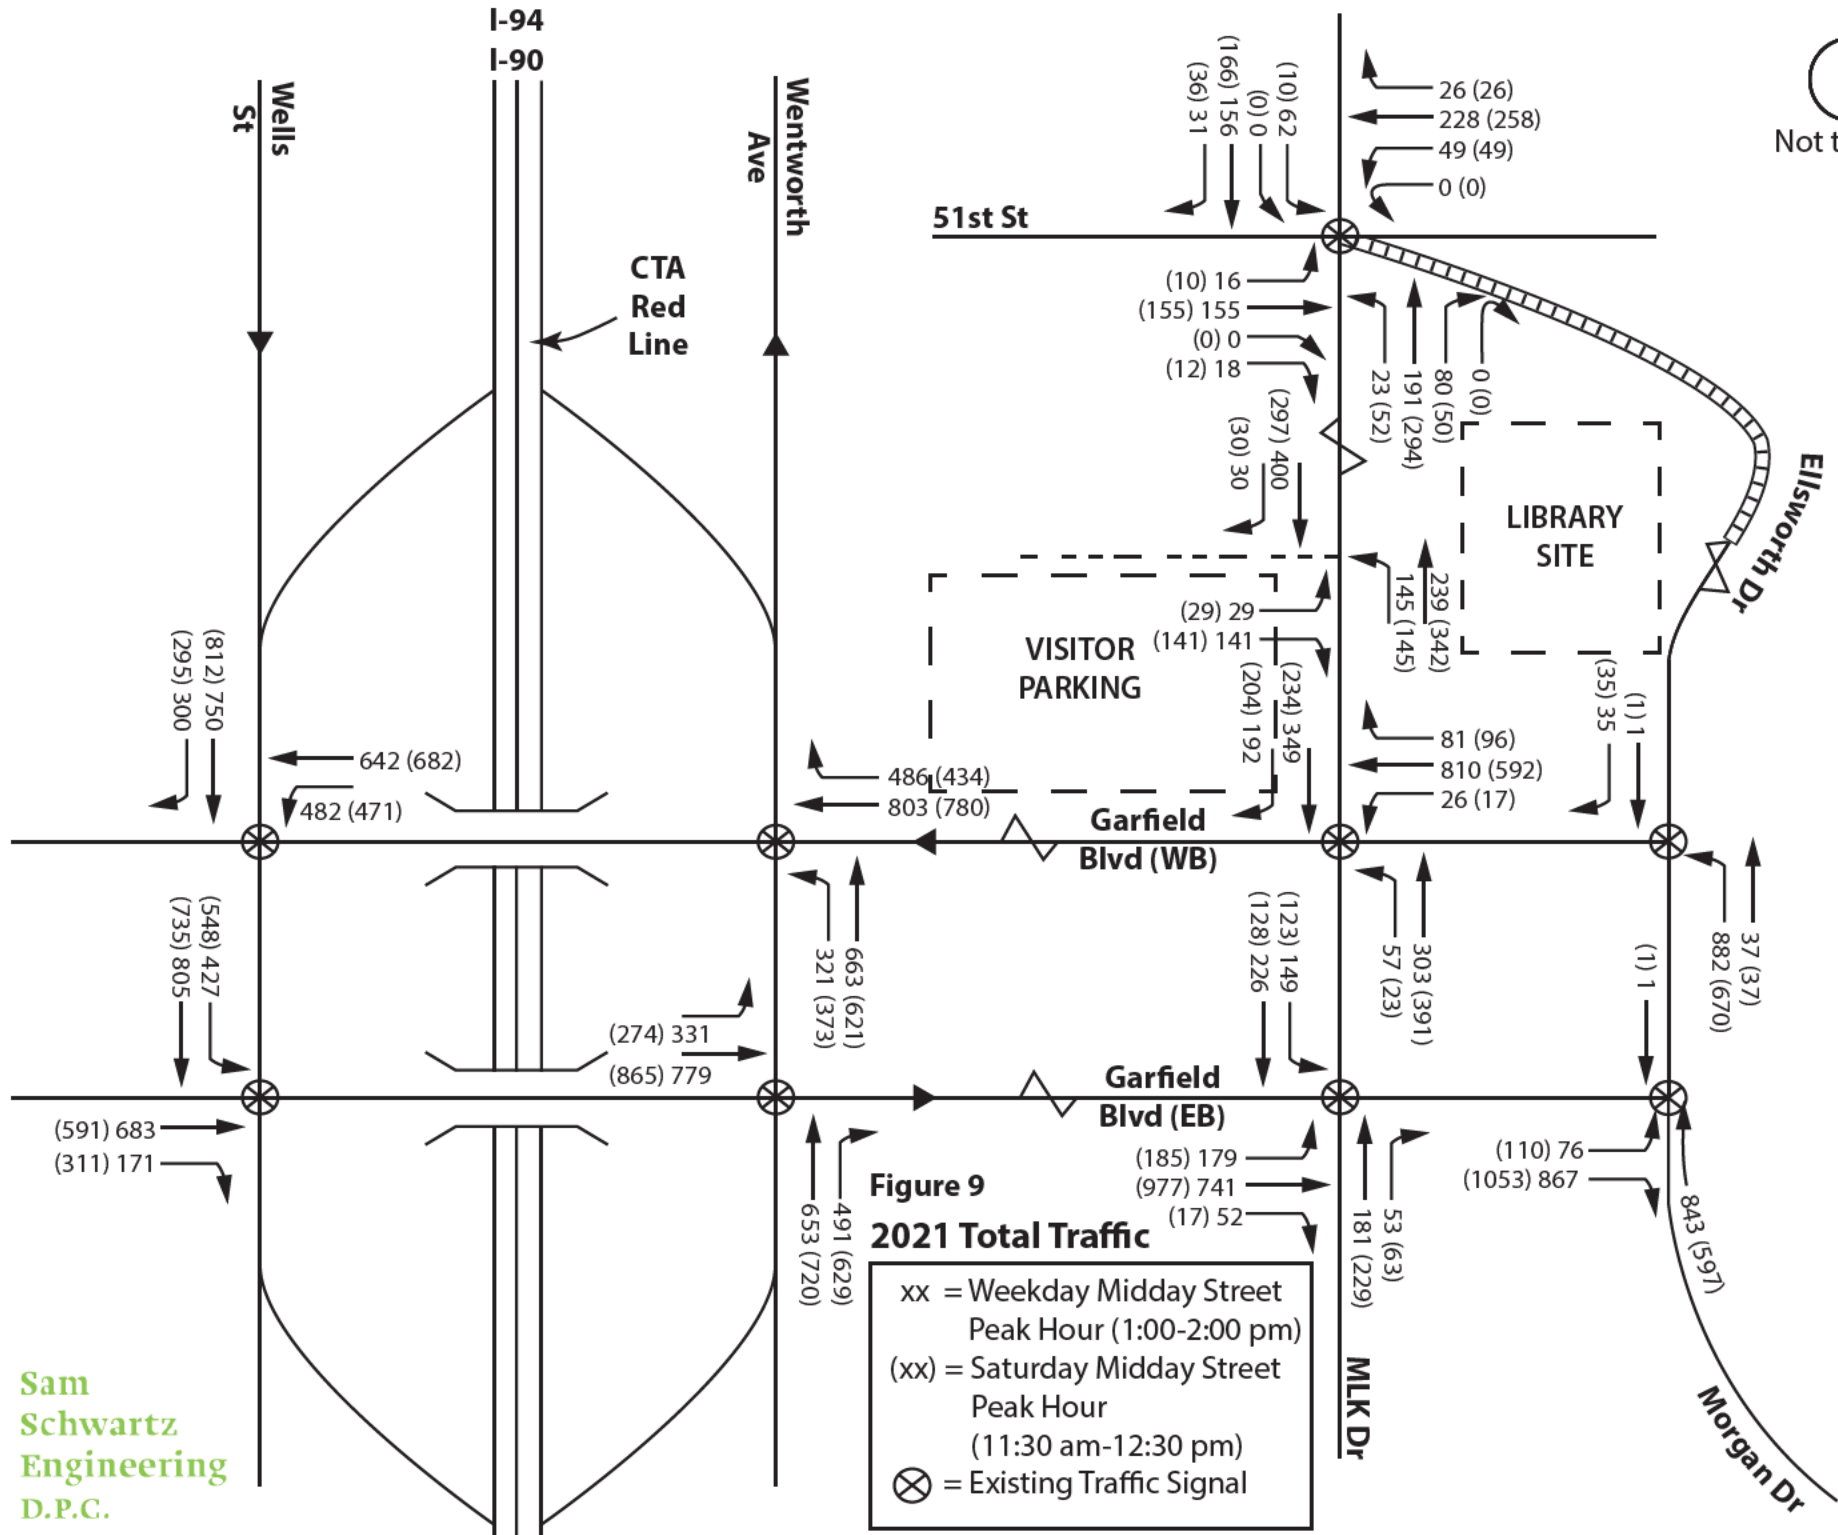 I-94
I-90
Wells
St
Wentworth
Ave
CTA
Red
Line
(36) 31
(166) 156
(0) 0
(10) 62
26 (26)
228 (258)
49 (49)
0 (0)
Not t
51st St
(10) 16
(155) 155
(0) 0
(12) 18
23 (52)
191 (294)
80 (50)
0 (0)
(30) 30
(297) 400
LIBRARY
SITE
Ellsworth Dr
VISITOR
PARKING
(29) 29
(141) 141
145 (145)
239 (342)
(204) 192
(234) 349
(35) 35
(1) 1
(295) 300
(812) 750
642 (682)
482 (471)
486 (434)
803 (780)
81 (96)
810 (592)
26 (17)
Garfield
Blvd (WB)
(735) 805
(548) 427
321 (373)
663 (621)
(128) 226
(123) 149
57 (23)
303 (391)
(1) 1
882 (670)
37 (37)
(274) 331
(865) 779
Garfield
Blvd (EB)
(591) 683
(311) 171
653 (720)
491 (629)
(185) 179
(977) 741
(17) 52
181 (229)
53 (63)
(110) 76
(1053) 867
843 (597)
Figure 9
2021 Total Traffic
xx = Weekday Midday Street
Peak Hour (1:00-2:00 pm)
(xx) = Saturday Midday Street
Peak Hour
(11:30 am-12:30 pm)
= Existing Traffic Signal
MLK Dr
Morgan Dr
Sam
Schwartz
Engineering
D.P.C.